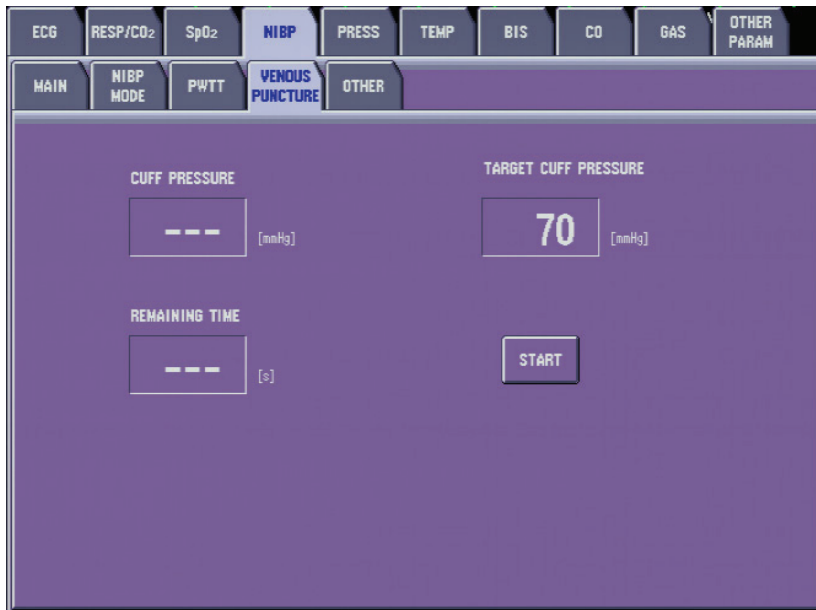 ECG RESP/CO₂ SpO₂ NIBP PRESS TEMP BIS CO GAS OTHER
PARAM
MAIN NIBP
MODE PWTT VENOUS
PUNCTURE OTHER
CUFF PRESSURE
--- [mmHg]
TARGET CUFF PRESSURE
70 [mmHg]
REMAINING TIME
--- [s]
START